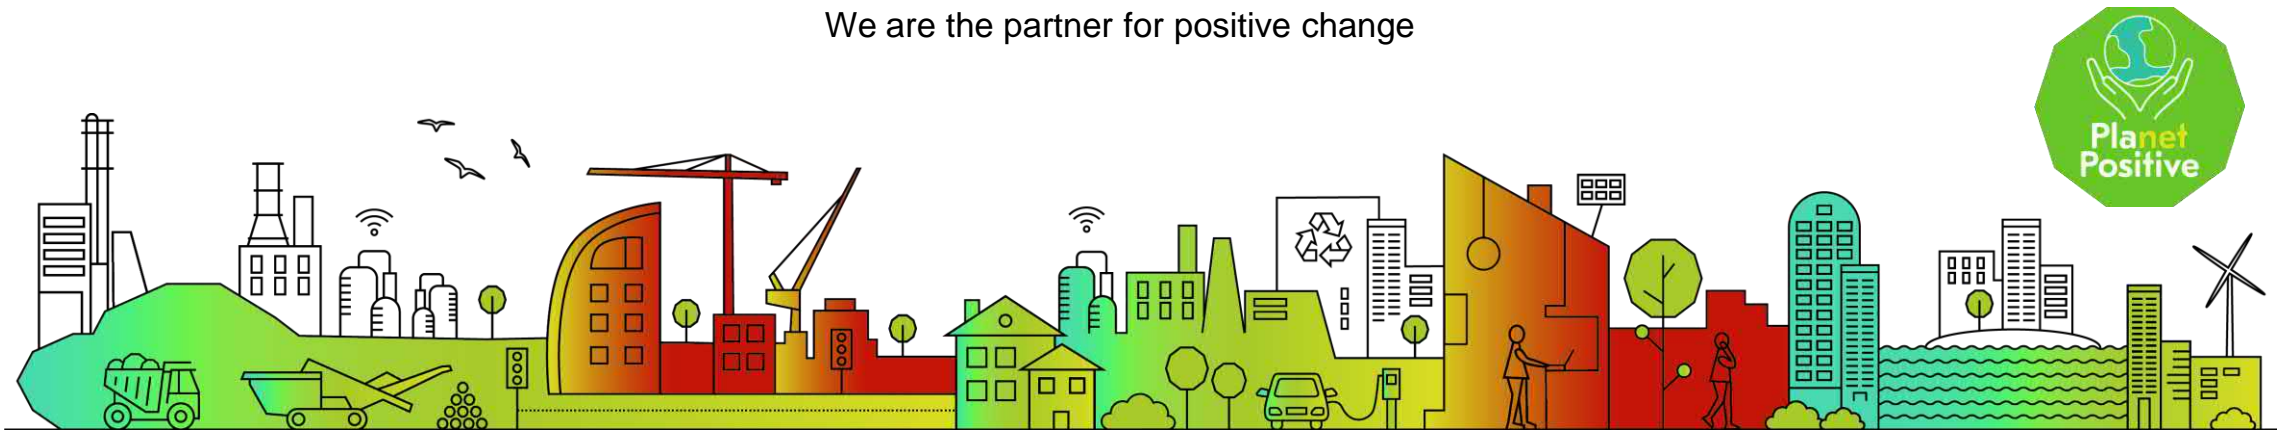 We are the partner for positive change
Planet
Positive